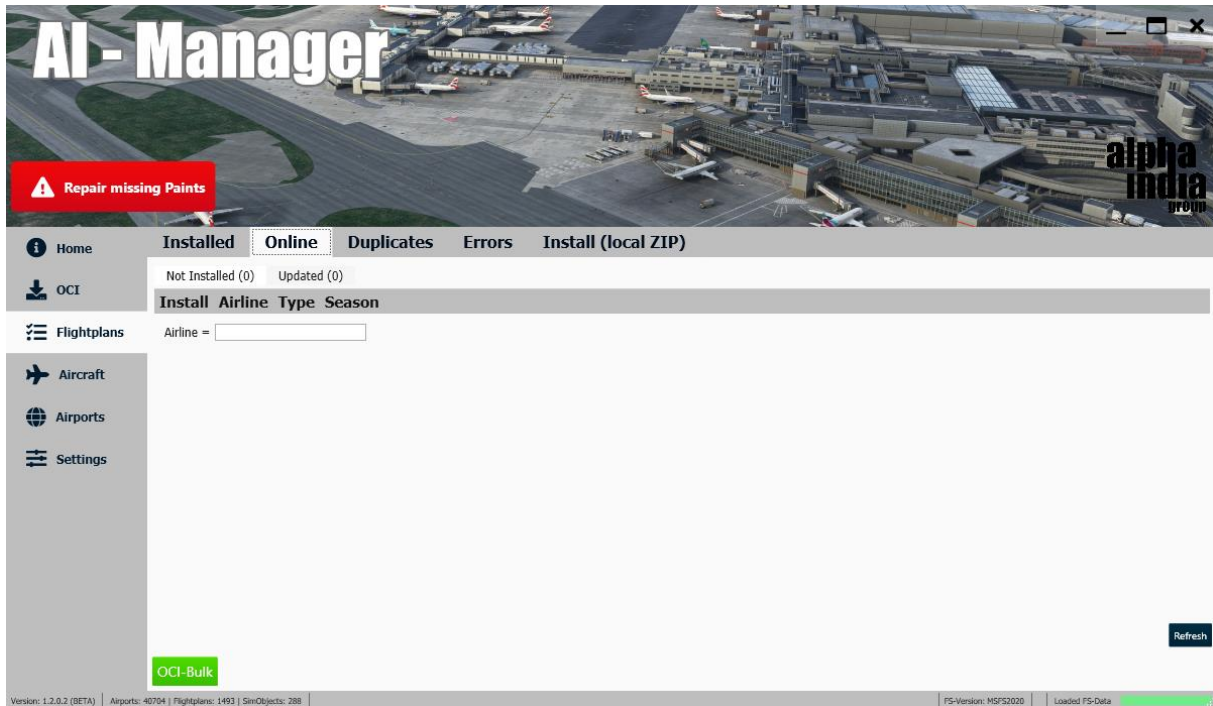 AI - Manager
alpha
india
group
Repair missing Paints
Home
OCI
Flightplans
Aircraft
Airports
Settings
Installed Online Duplicates Errors Install (local ZIP)
Not Installed (0) Updated (0)
Install Airline Type Season
Airline =
Refresh
OCI-Bulk
Version: 1.2.0.2 (BETA) Airports: 40704 | Flightplans: 1493 | SimObjects: 288 FS-Version: MSFS2020 Loaded FS-Data